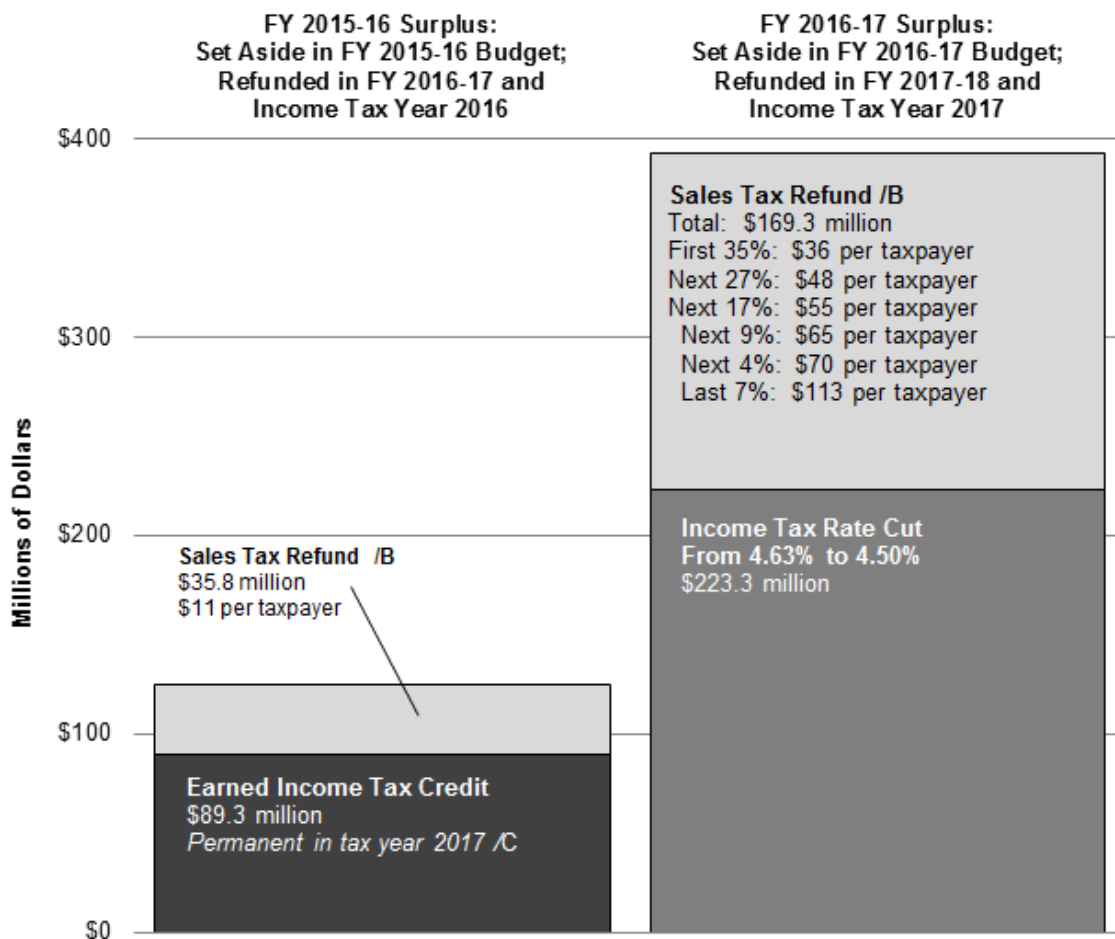 FY 2015-16 Surplus:
Set Aside in FY 2015-16 Budget;
Refunded in FY 2016-17 and
Income Tax Year 2016
FY 2016-17 Surplus:
Set Aside in FY 2016-17 Budget;
Refunded in FY 2017-18 and
Income Tax Year 2017
Millions of Dollars
$400
$300
$200
$100
$0
Sales Tax Refund /B
$35.8 million
$11 per taxpayer
Earned Income Tax Credit
$89.3 million
Permanent in tax year 2017 /C
Sales Tax Refund /B
Total: $169.3 million
First 35%: $36 per taxpayer
Next 27%: $48 per taxpayer
Next 17%: $55 per taxpayer
Next 9%: $65 per taxpayer
Next 4%: $70 per taxpayer
Last 7%: $113 per taxpayer
Income Tax Rate Cut
From 4.63% to 4.50%
$223.3 million